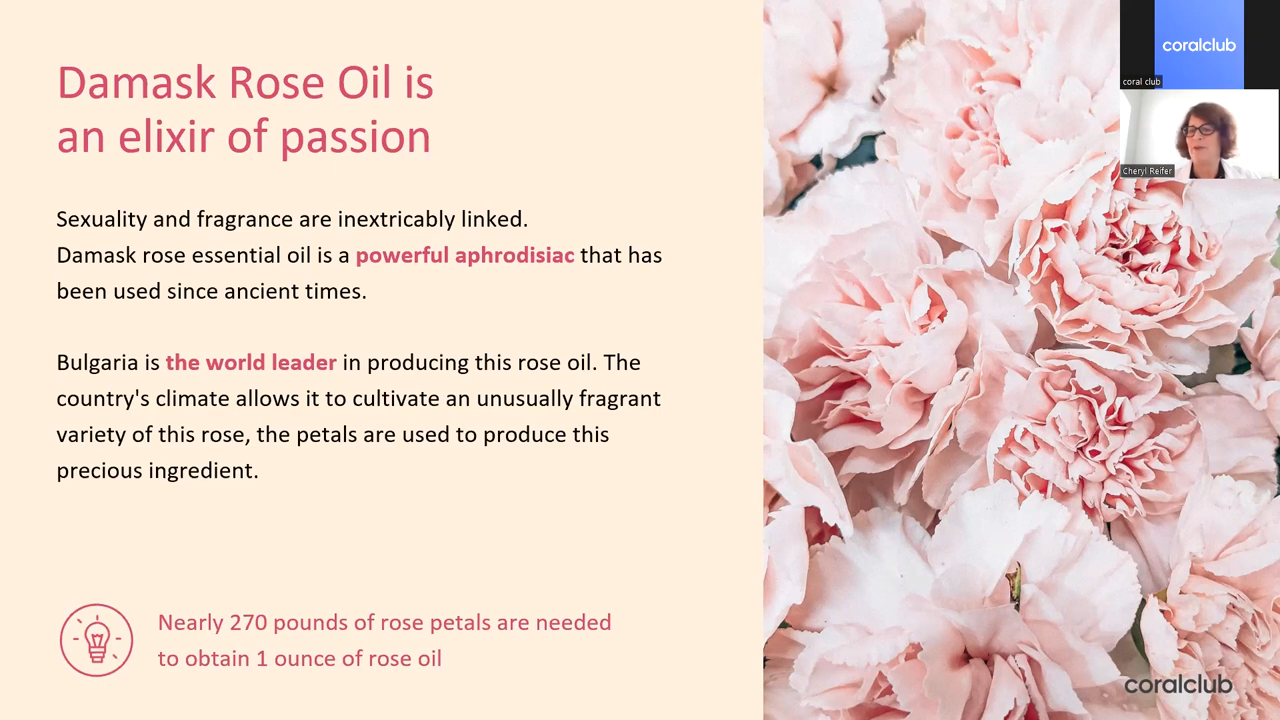 Damask Rose Oil is
an elixir of passion
Sexuality and fragrance are inextricably linked.
Damask rose essential oil is a powerful aphrodisiac that has
been used since ancient times.
Bulgaria is the world leader in producing this rose oil. The
country's climate allows it to cultivate an unusually fragrant
variety of this rose, the petals are used to produce this
precious ingredient.
Nearly 270 pounds of rose petals are needed
to obtain 1 ounce of rose oil
coralclub
coral club
Cheryl Reifer
coralclub